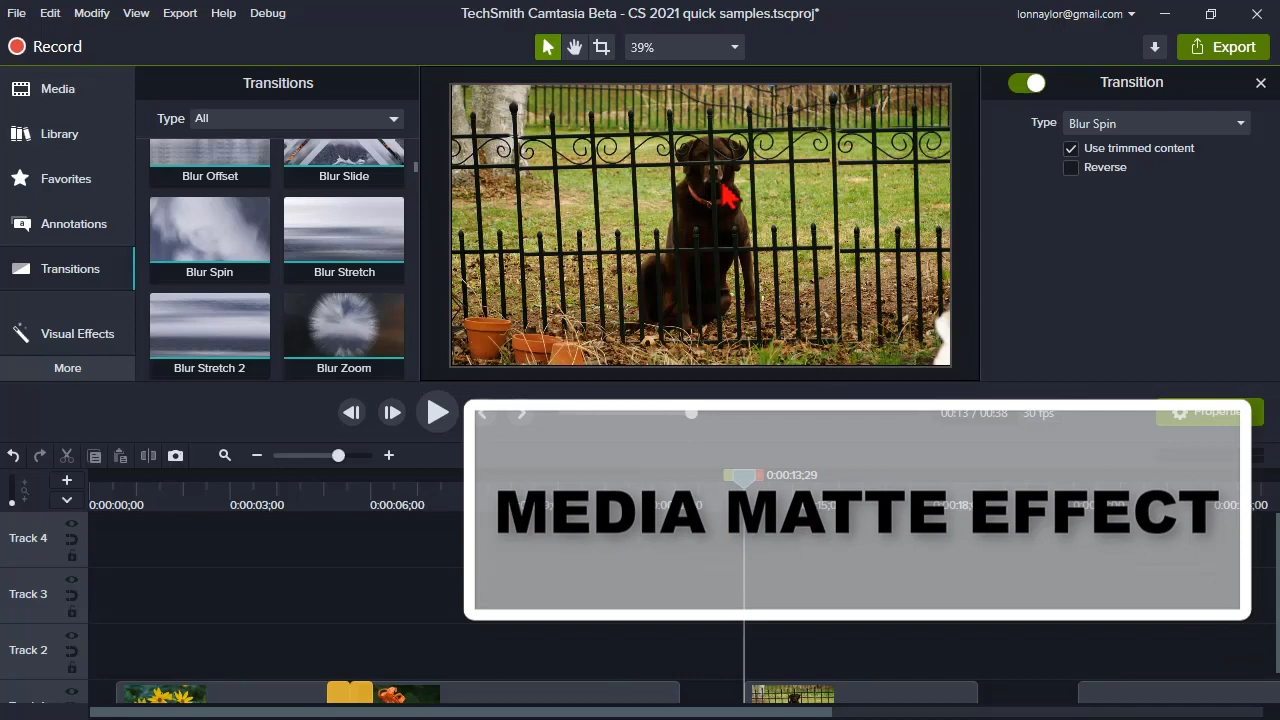 File Edit Modify View Export Help Debug
TechSmith Camtasia Beta - CS 2021 quick samples.tscproj*
lonnaylor@gmail.com
Record
39%
Export
Media
Library
Favorites
Annotations
Transitions
Visual Effects
More
Transitions
Type All
Blur Offset
Blur Slide
Blur Spin
Blur Stretch
Blur Stretch 2
Blur Zoom
Transition
Type Blur Spin
Use trimmed content
Reverse
00:13 / 00:38 30 fps
0:00:13;29
0:00:00;00 0:00:03;00 0:00:06;00
MEDIA MATTE EFFECT
Track 4
Track 3
Track 2